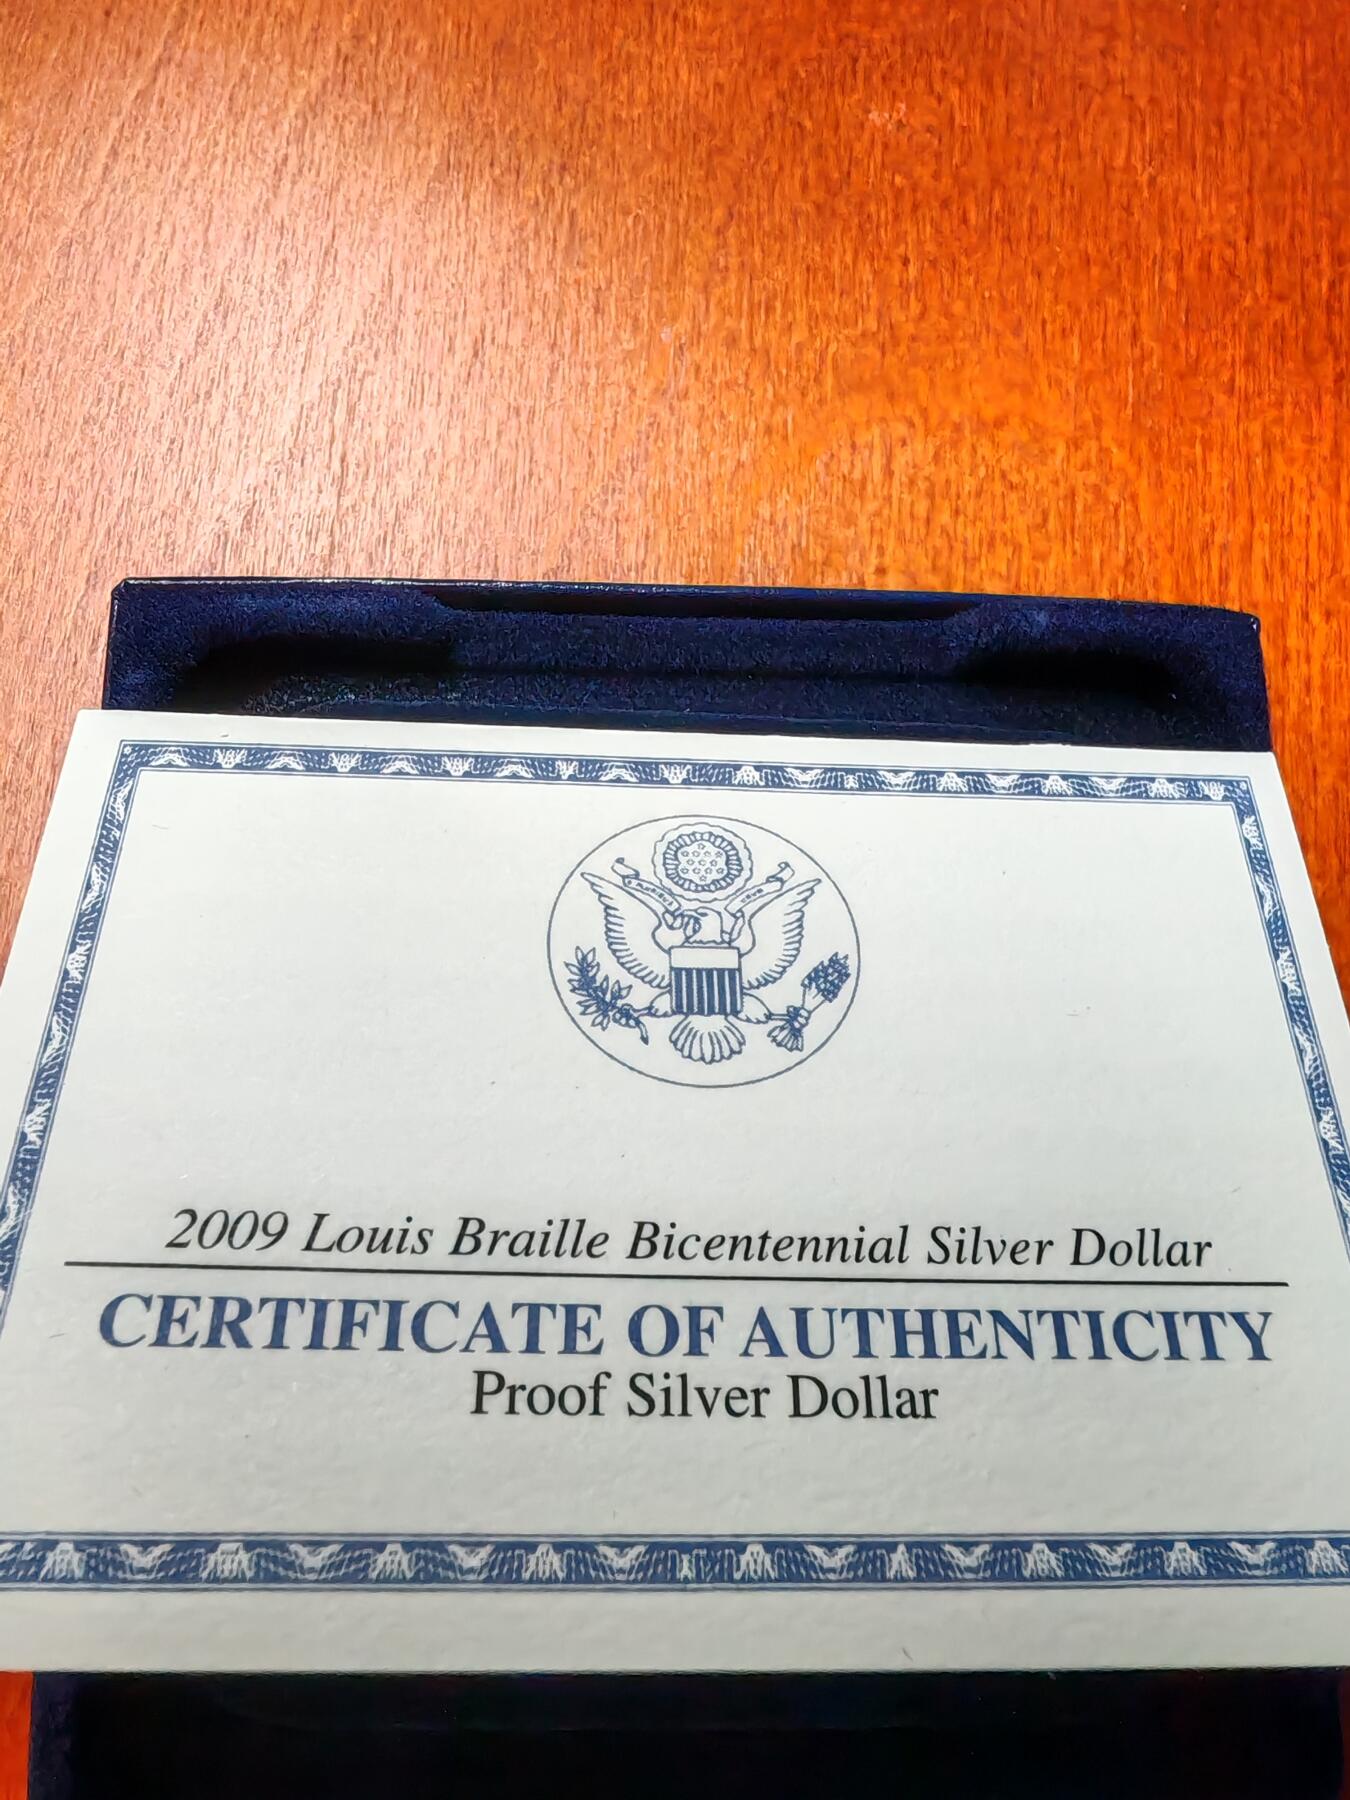 2009 Louis Braille Bicentennial Silver Dollar
CERTIFICATE OF AUTHENTICITY
Proof Silver Dollar